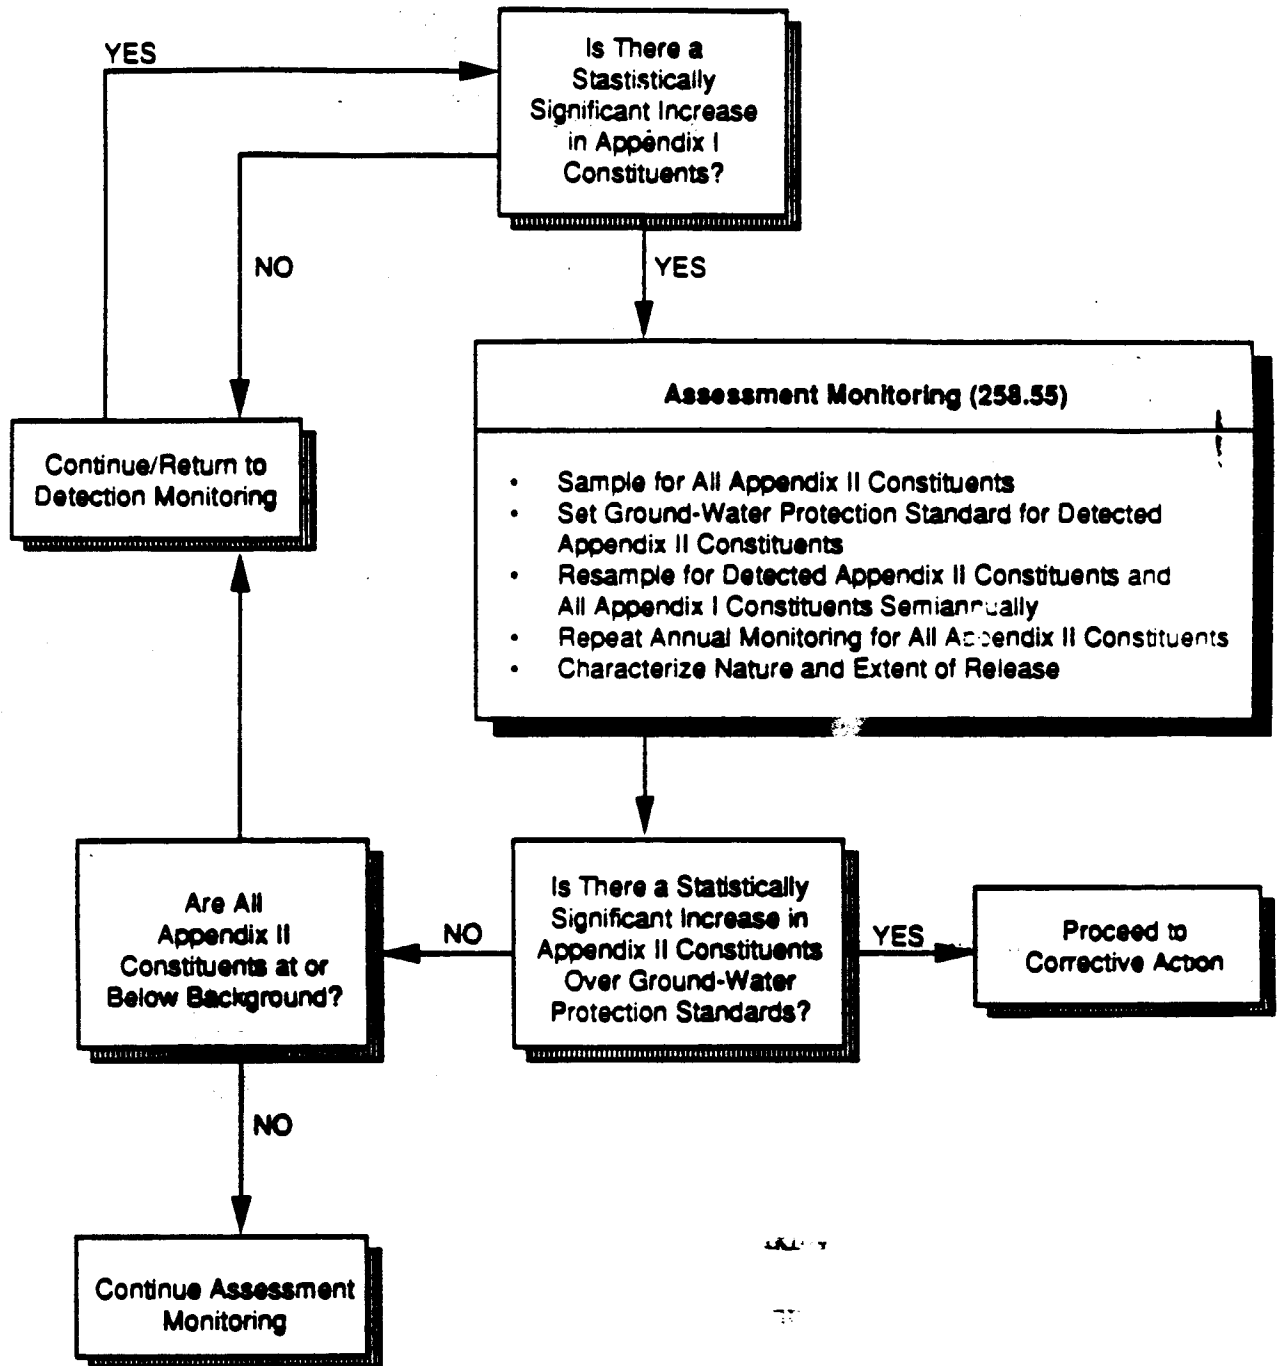 YES
Is There a
Stastistically
Significant Increase
in Appendix I
Constituents?
NO
YES
Assessment Monitoring (258.55)
Continue/Return to
Detection Monitoring
• Sample for All Appendix II Constituents
• Set Ground-Water Protection Standard for Detected
Appendix II Constituents
• Resample for Detected Appendix II Constituents and
All Appendix I Constituents Semiannually
• Repeat Annual Monitoring for All Appendix II Constituents
• Characterize Nature and Extent of Release
Are All
Appendix II
Constituents at or
Below Background?
NO
Is There a Statistically
Significant Increase in
Appendix II Constituents
Over Ground-Water
Protection Standards?
YES
Proceed to
Corrective Action
NO
Continue Assessment
Monitoring